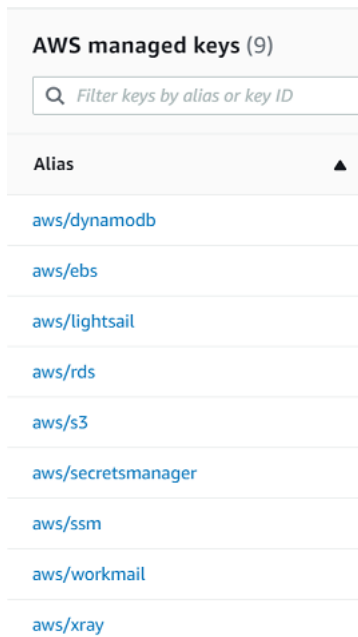 AWS managed keys (9)
Filter keys by alias or key ID
Alias
aws/dynamodb
aws/ebs
aws/lightsail
aws/rds
aws/s3
aws/secretsmanager
aws/ssm
aws/workmail
aws/xray